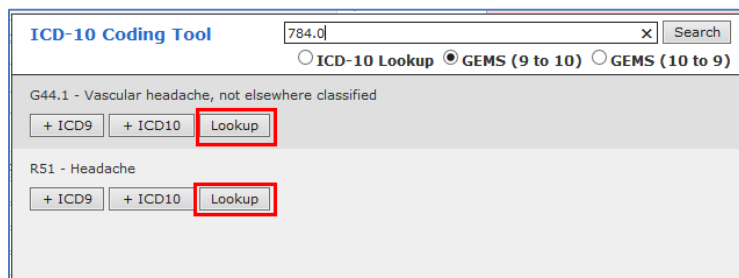 ICD-10 Coding Tool 784.0 x Search
ICD-10 Lookup GEMS (9 to 10) GEMS (10 to 9)
G44.1 - Vascular headache, not elsewhere classified
+ ICD9 + ICD10 Lookup
R51 - Headache
+ ICD9 + ICD10 Lookup